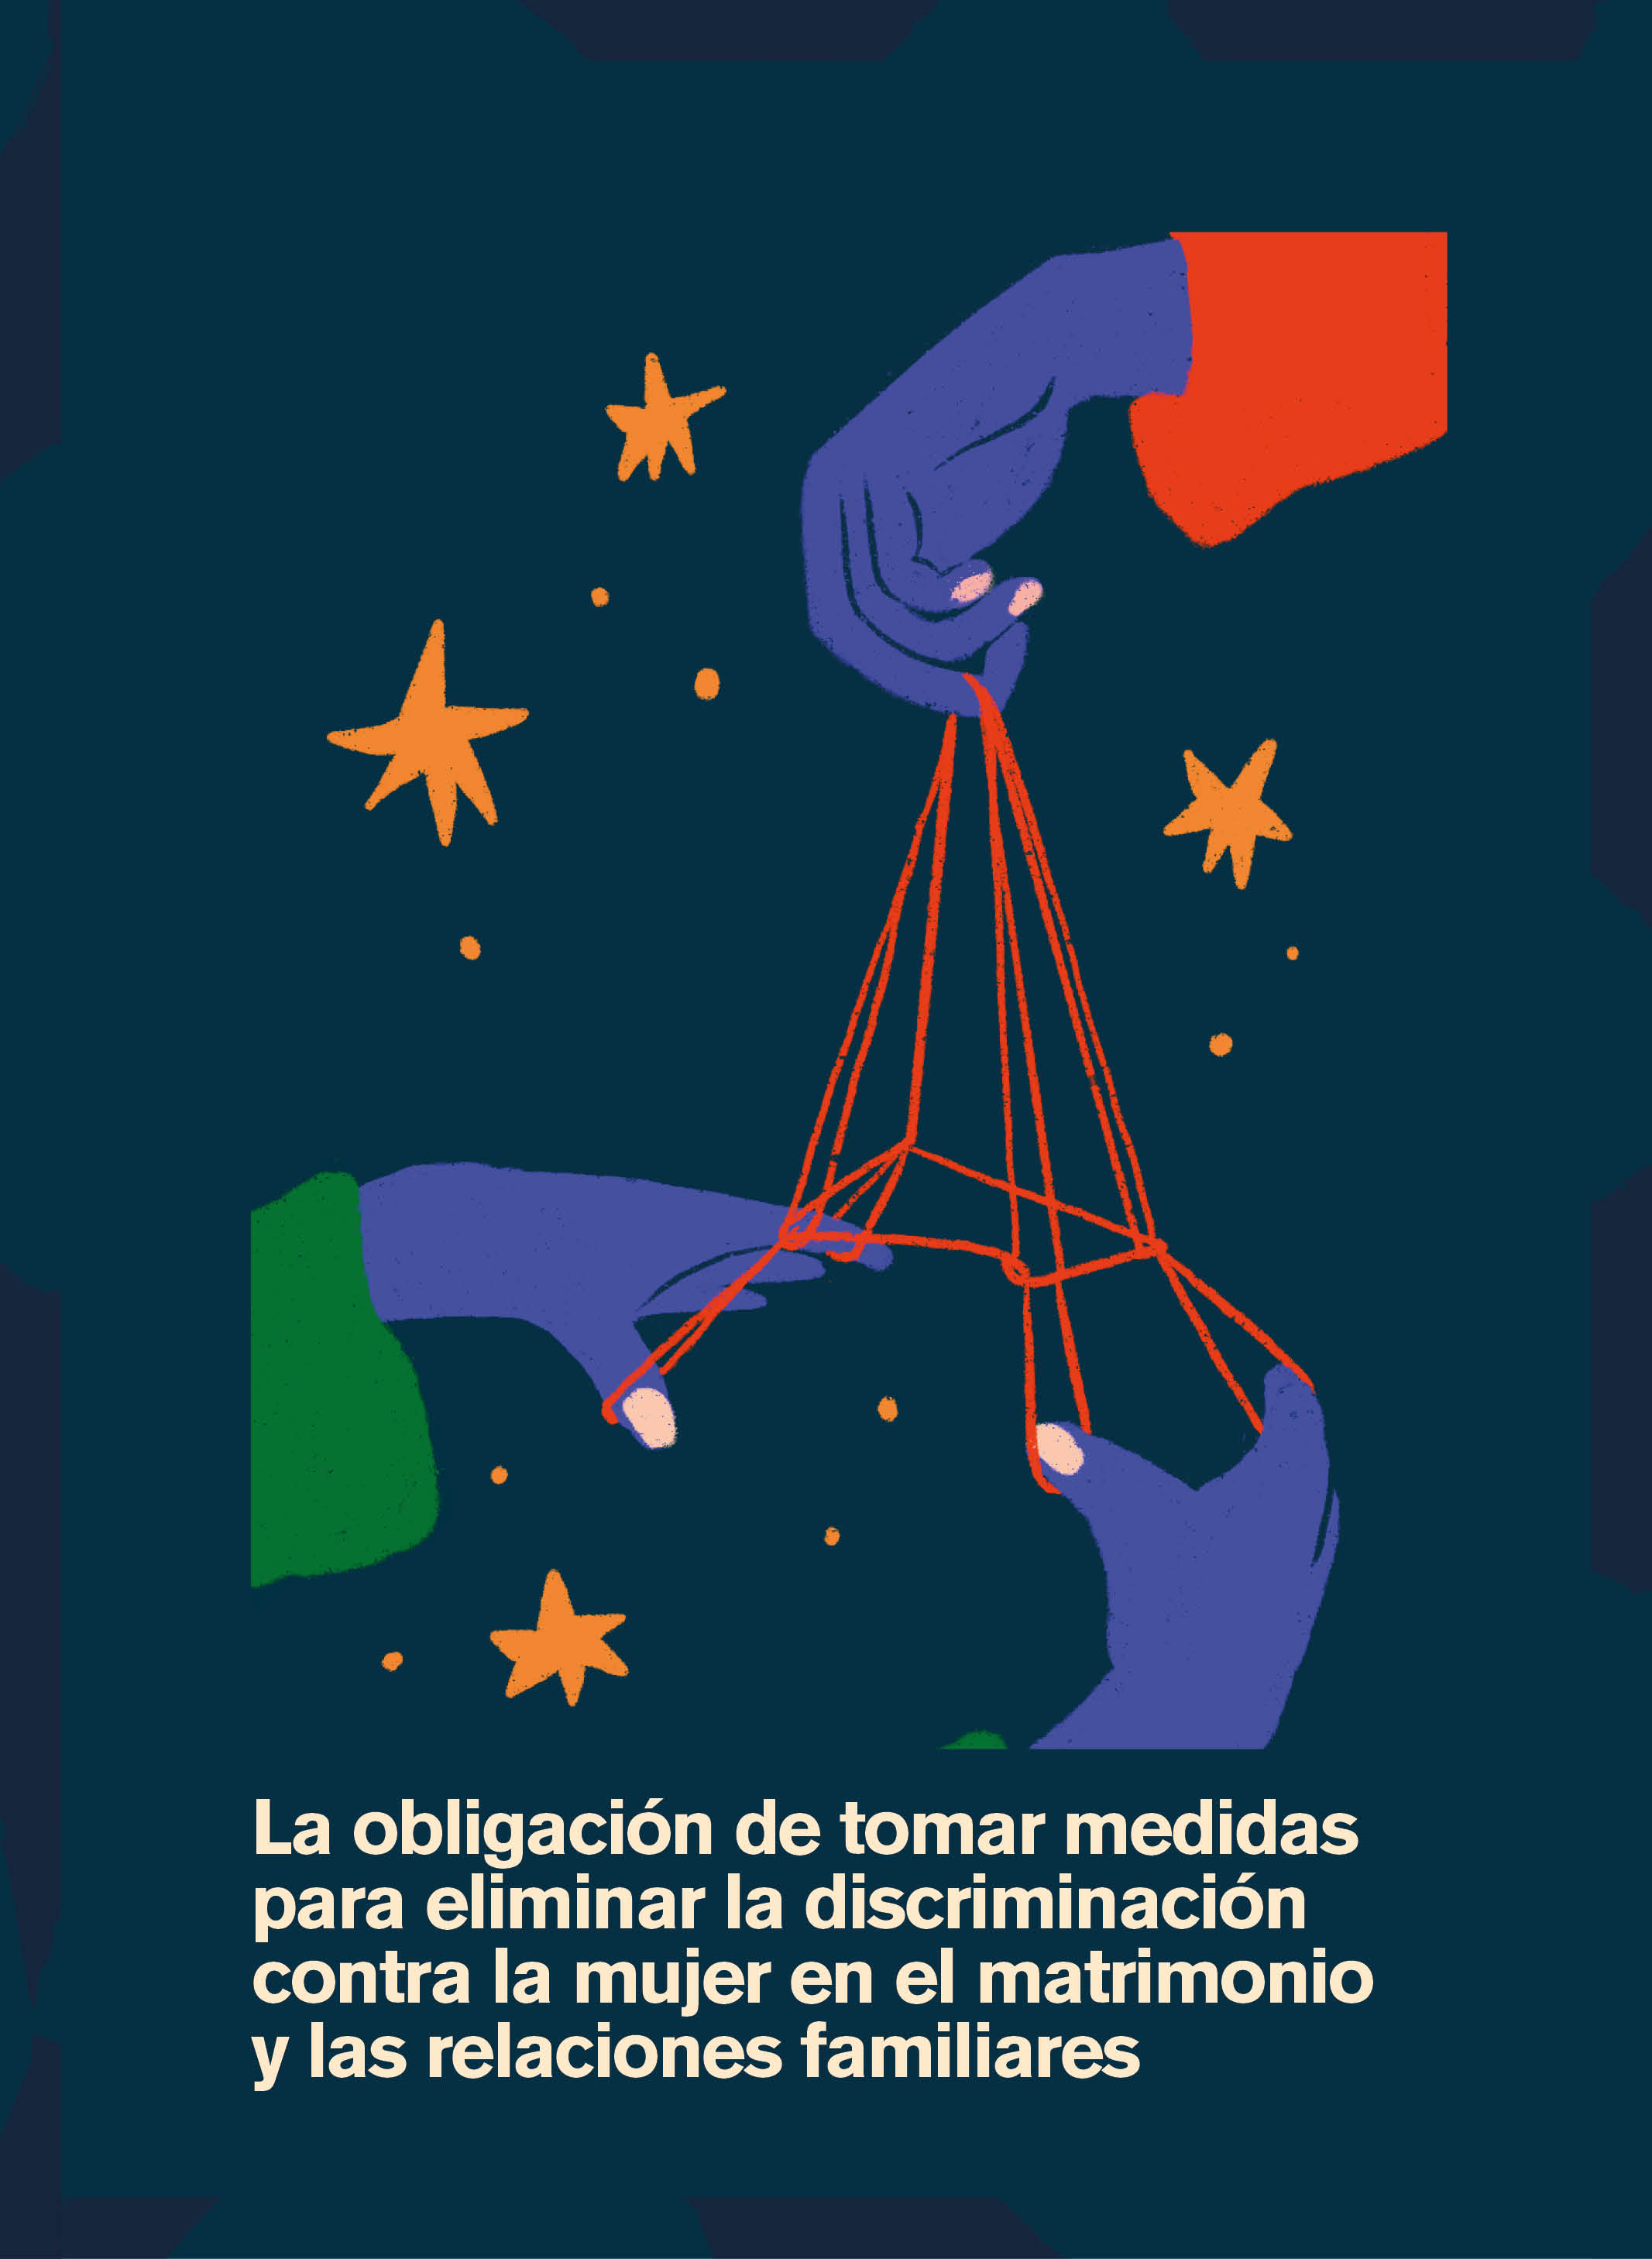 La obligación de tomar medidas
para eliminar la discriminación
contra la mujer en el matrimonio
y las relaciones familiares